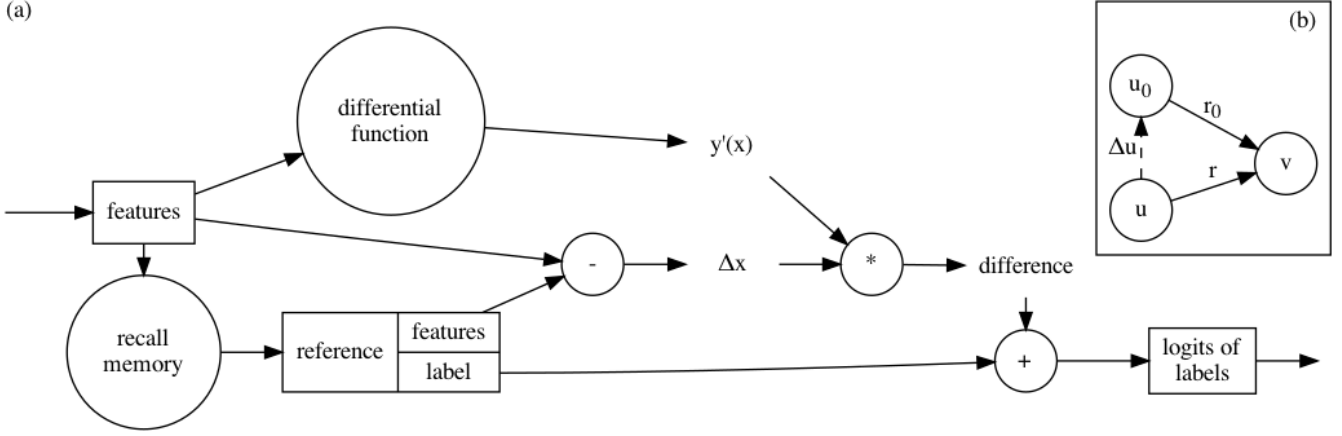 (a)
(b)
differential
function
y'(x)
features
-
Δx
*
difference
recall
memory
reference
features
label
+
logits of
labels
u₀
r₀
Δu
v
r
u